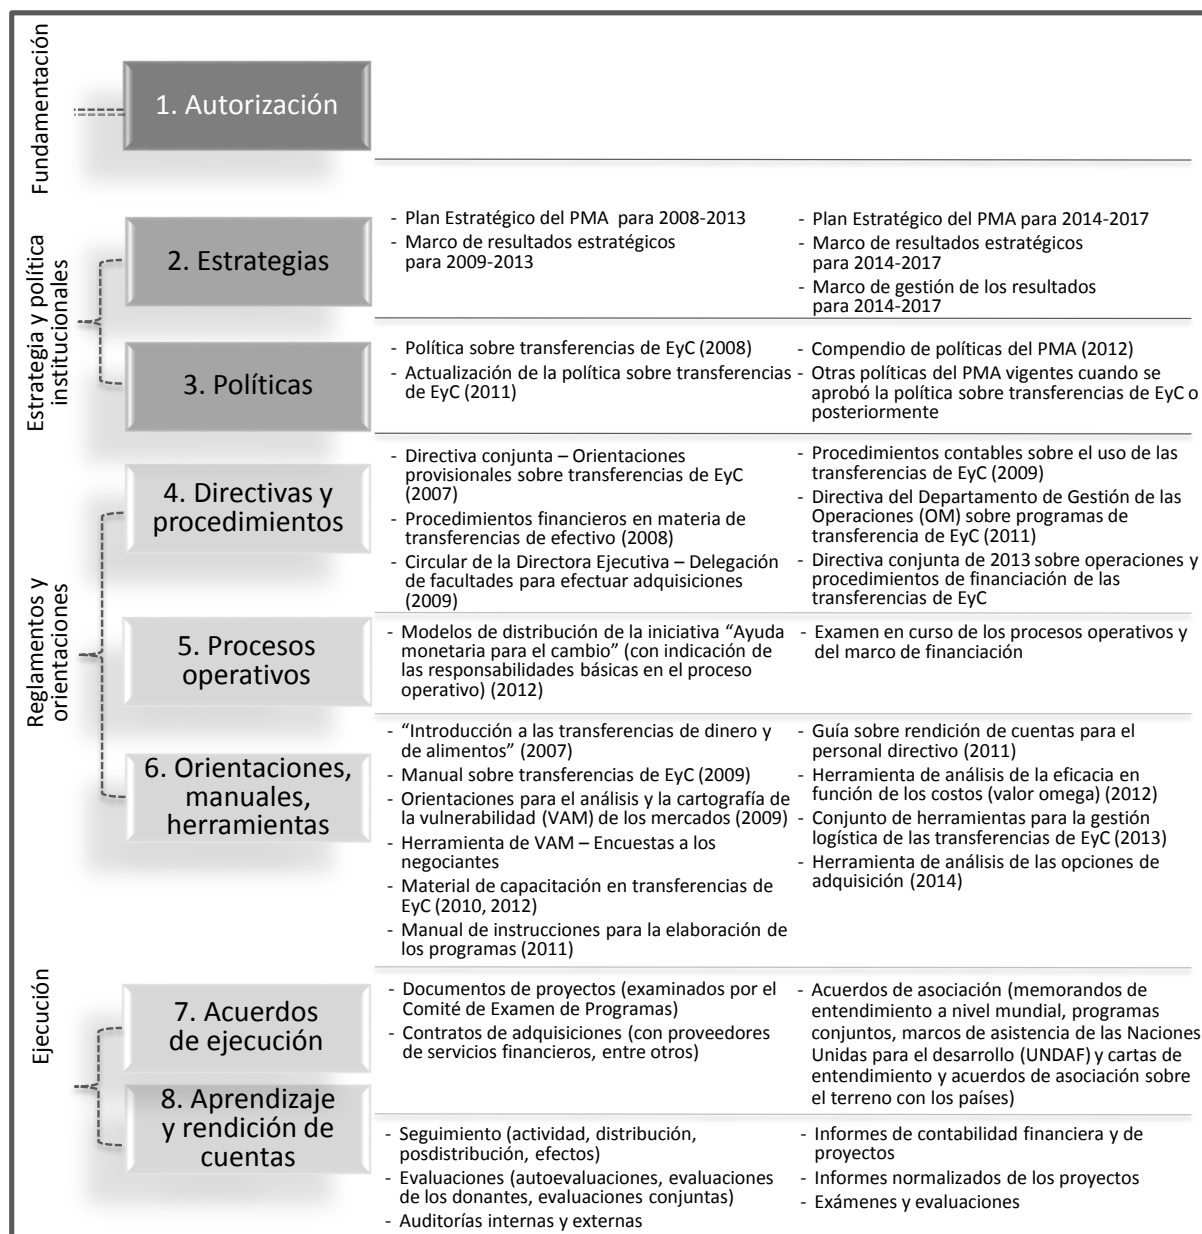 Fundamentación
1. Autorización
Estrategia y política
institucionales
2. Estrategias
- Plan Estratégico del PMA para 2008-2013
- Marco de resultados estratégicos
para 2009-2013
- Plan Estratégico del PMA para 2014-2017
- Marco de resultados estratégicos
para 2014-2017
- Marco de gestión de los resultados
para 2014-2017
3. Políticas
- Política sobre transferencias de EyC (2008)
- Actualización de la política sobre transferencias
de EyC (2011)
- Compendio de políticas del PMA (2012)
- Otras políticas del PMA vigentes cuando se
aprobó la política sobre transferencias de EyC o
posteriormente
Reglamentos y
orientaciones
4. Directivas y
procedimientos
- Directiva conjunta – Orientaciones
provisionales sobre transferencias de EyC
(2007)
- Procedimientos financieros en materia de
transferencias de efectivo (2008)
- Circular de la Directora Ejecutiva – Delegación
de facultades para efectuar adquisiciones
(2009)
- Procedimientos contables sobre el uso de las
transferencias de EyC (2009)
- Directiva del Departamento de Gestión de las
Operaciones (OM) sobre programas de
transferencia de EyC (2011)
- Directiva conjunta de 2013 sobre operaciones y
procedimientos de financiación de las
transferencias de EyC
5. Procesos
operativos
- Modelos de distribución de la iniciativa “Ayuda
monetaria para el cambio” (con indicación de
las responsabilidades básicas en el proceso
operativo) (2012)
- Examen en curso de los procesos operativos y
del marco de financiación
6. Orientaciones,
manuales,
herramientas
- “Introducción a las transferencias de dinero y
de alimentos” (2007)
- Manual sobre transferencias de EyC (2009)
- Orientaciones para el análisis y la cartografía de
la vulnerabilidad (VAM) de los mercados (2009)
- Herramienta de VAM – Encuestas a los
negociantes
- Material de capacitación en transferencias de
EyC (2010, 2012)
- Manual de instrucciones para la elaboración de
los programas (2011)
- Guía sobre rendición de cuentas para el
personal directivo (2011)
- Herramienta de análisis de la eficacia en
función de los costos (valor omega) (2012)
- Conjunto de herramientas para la gestión
logística de las transferencias de EyC (2013)
- Herramienta de análisis de las opciones de
adquisición (2014)
Ejecución
7. Acuerdos
de ejecución
- Documentos de proyectos (examinados por el
Comité de Examen de Programas)
- Contratos de adquisiciones (con proveedores
de servicios financieros, entre otros)
- Acuerdos de asociación (memorandos de
entendimiento a nivel mundial, programas
conjuntos, marcos de asistencia de las Naciones
Unidas para el desarrollo (UNDAF) y cartas de
entendimiento y acuerdos de asociación sobre
el terreno con los países)
8. Aprendizaje
y rendición de
cuentas
- Seguimiento (actividad, distribución,
posdistribución, efectos)
- Evaluaciones (autoevaluaciones, evaluaciones
de los donantes, evaluaciones conjuntas)
- Auditorías internas y externas
- Informes de contabilidad financiera y de
proyectos
- Informes normalizados de los proyectos
- Exámenes y evaluaciones